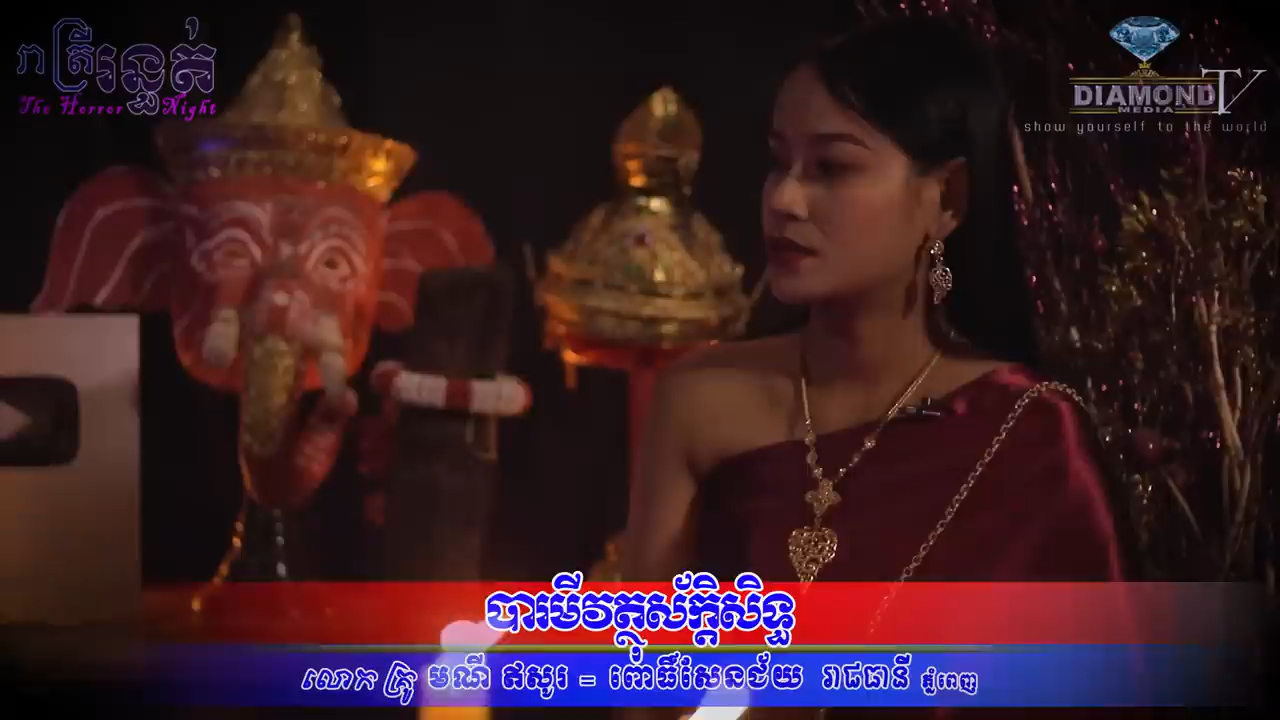 រាត្រីរន្ធត់
The Horror Night
DIAMOND TV
MEDIA
show yourself to the world
បារមីវត្ថុស័ក្តិសិទ្ធ
លោក គ្រូ មណី ឥសូរ = ពោធិ៍សែនជ័យ រាជធានី ភ្នំពេញ